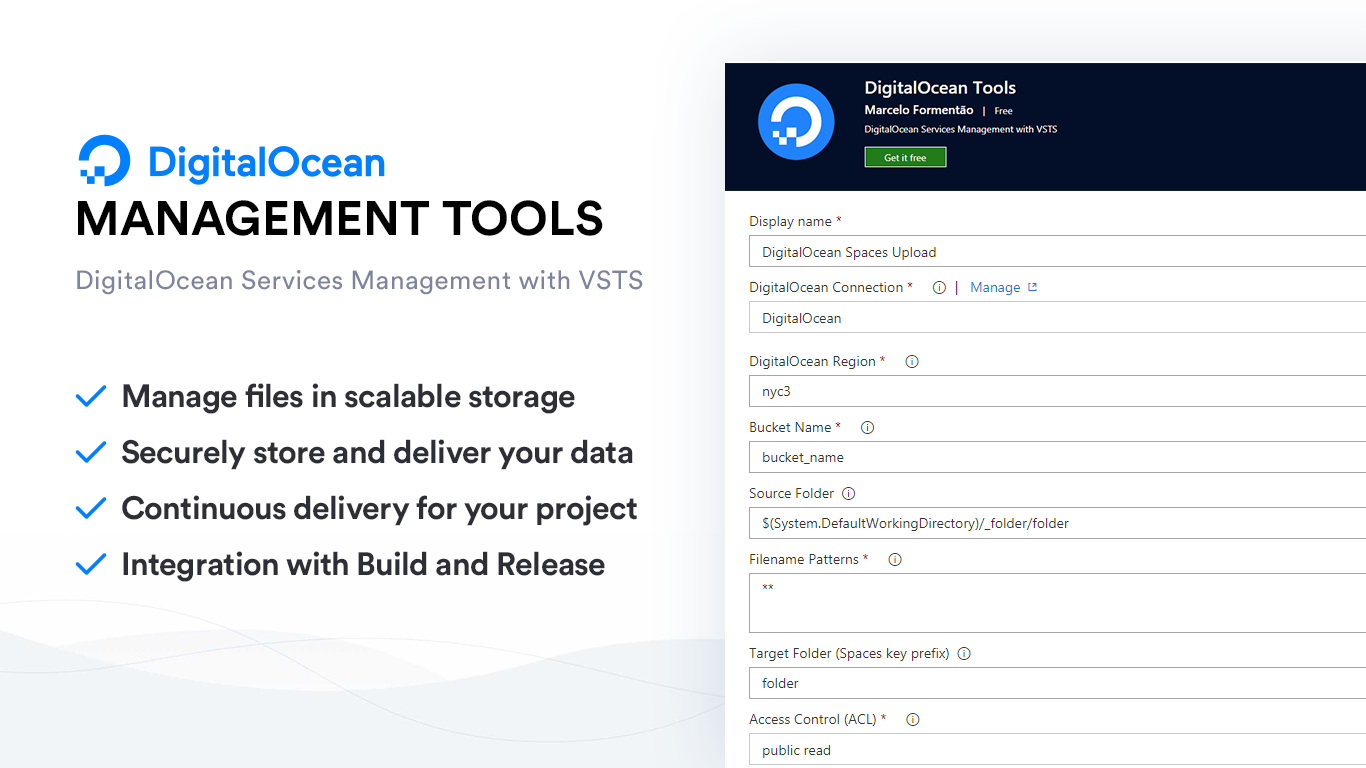 DigitalOcean
MANAGEMENT TOOLS
DigitalOcean Services Management with VSTS
Manage files in scalable storage
Securely store and deliver your data
Continuous delivery for your project
Integration with Build and Release
DigitalOcean Tools
Marcelo Formentão | Free
DigitalOcean Services Management with VSTS
Get it free
Display name *
DigitalOcean Spaces Upload
DigitalOcean Connection * | Manage
DigitalOcean
DigitalOcean Region *
nyc3
Bucket Name *
bucket_name
Source Folder
$(System.DefaultWorkingDirectory)/_folder/folder
Filename Patterns *
**
Target Folder (Spaces key prefix)
folder
Access Control (ACL) *
public read